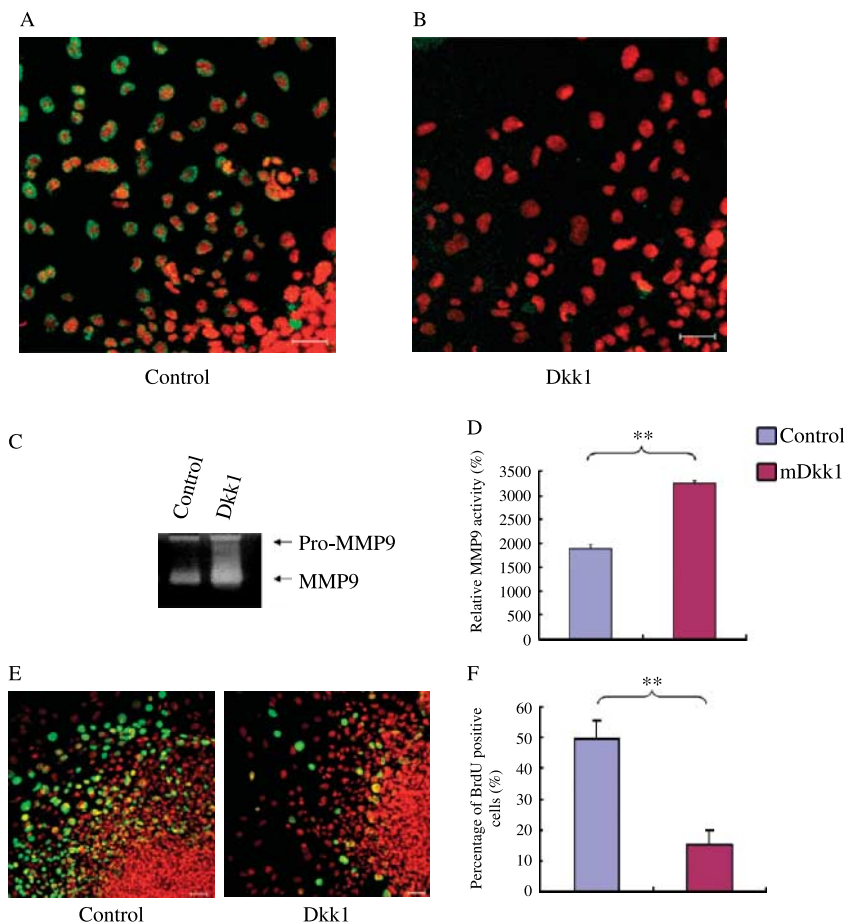 A
B
Control
Dkk1
C
Control
Dkk1
Pro-MMP9
MMP9
D
**
Control
mDkk1
Relative MMP9 activity (%)
3500
3000
2500
2000
1500
1000
500
0
E
Control
Dkk1
F
**
Percentage of BrdU positive
cells (%)
60
50
40
30
20
10
0